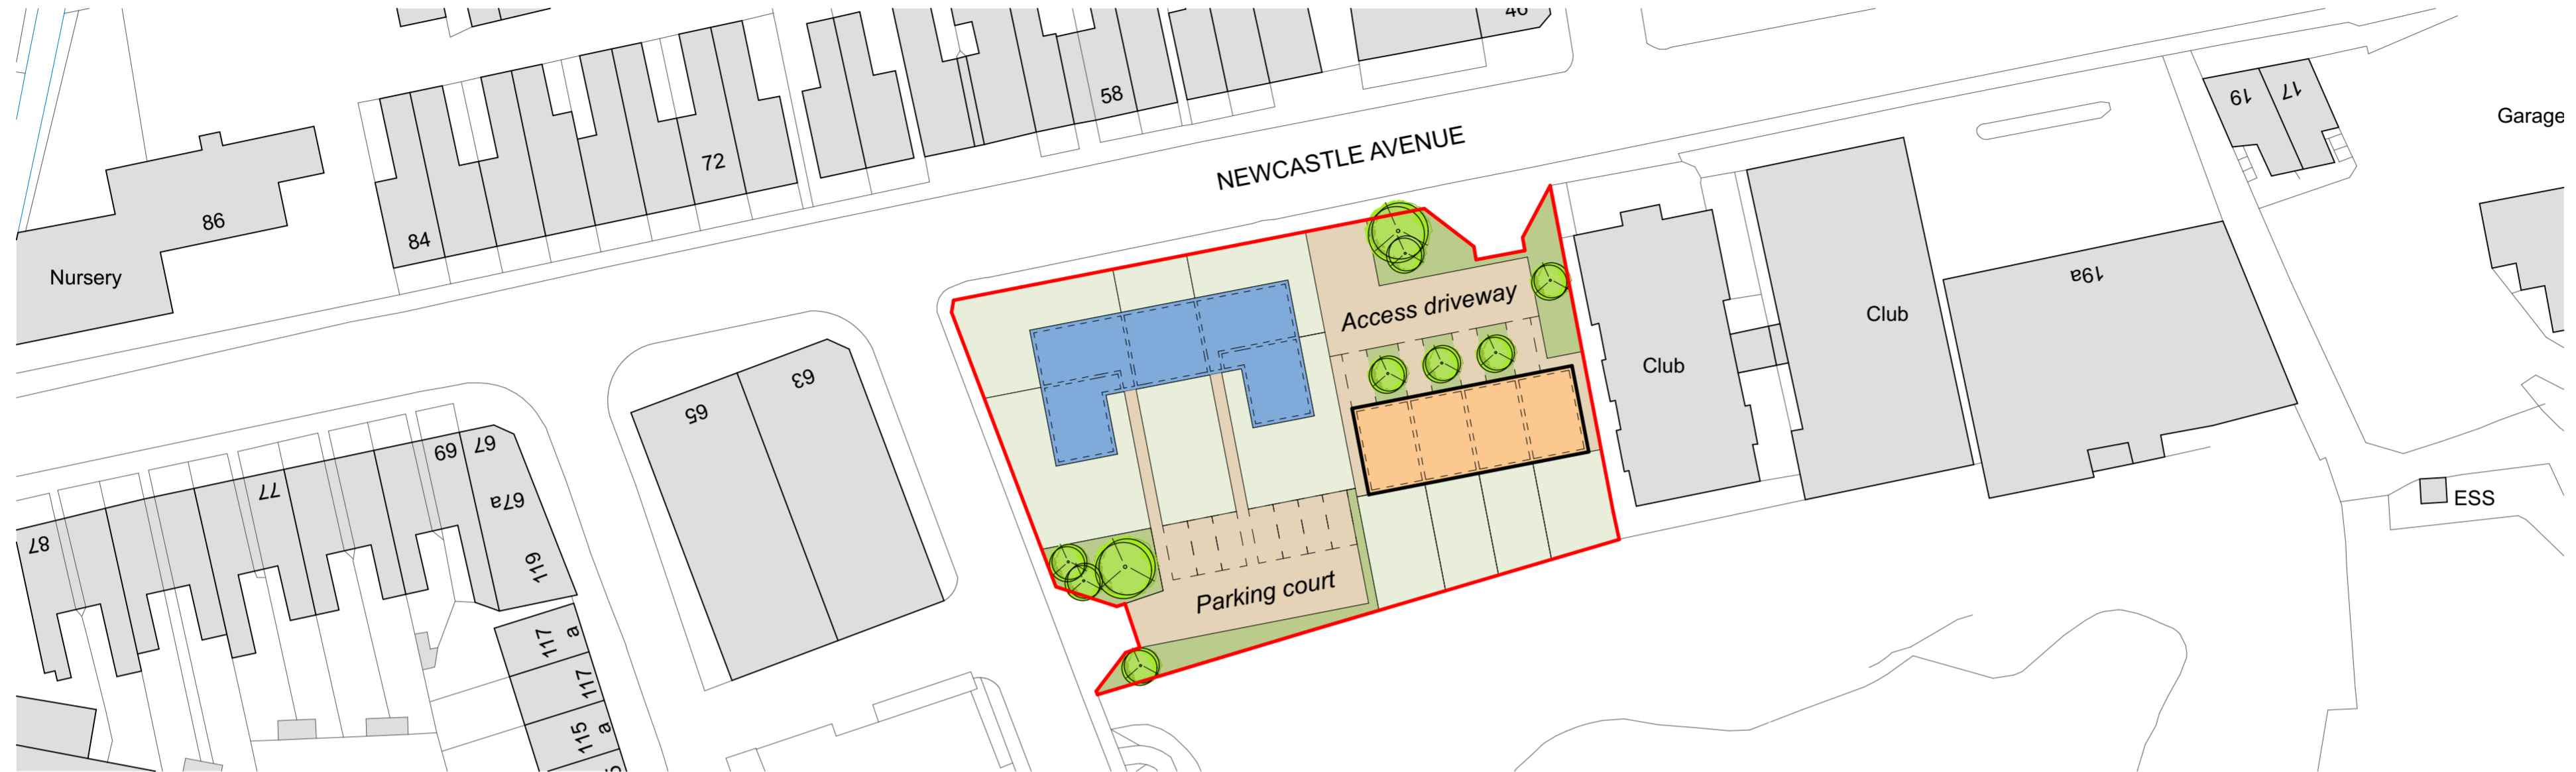 46
58
72
84
86
Nursery
NEWCASTLE AVENUE
19
17
Garage
19a
Club
Club
Access driveway
Parking court
63
65
67
69
67a
77
87
119
117
a
117
115
a
ESS